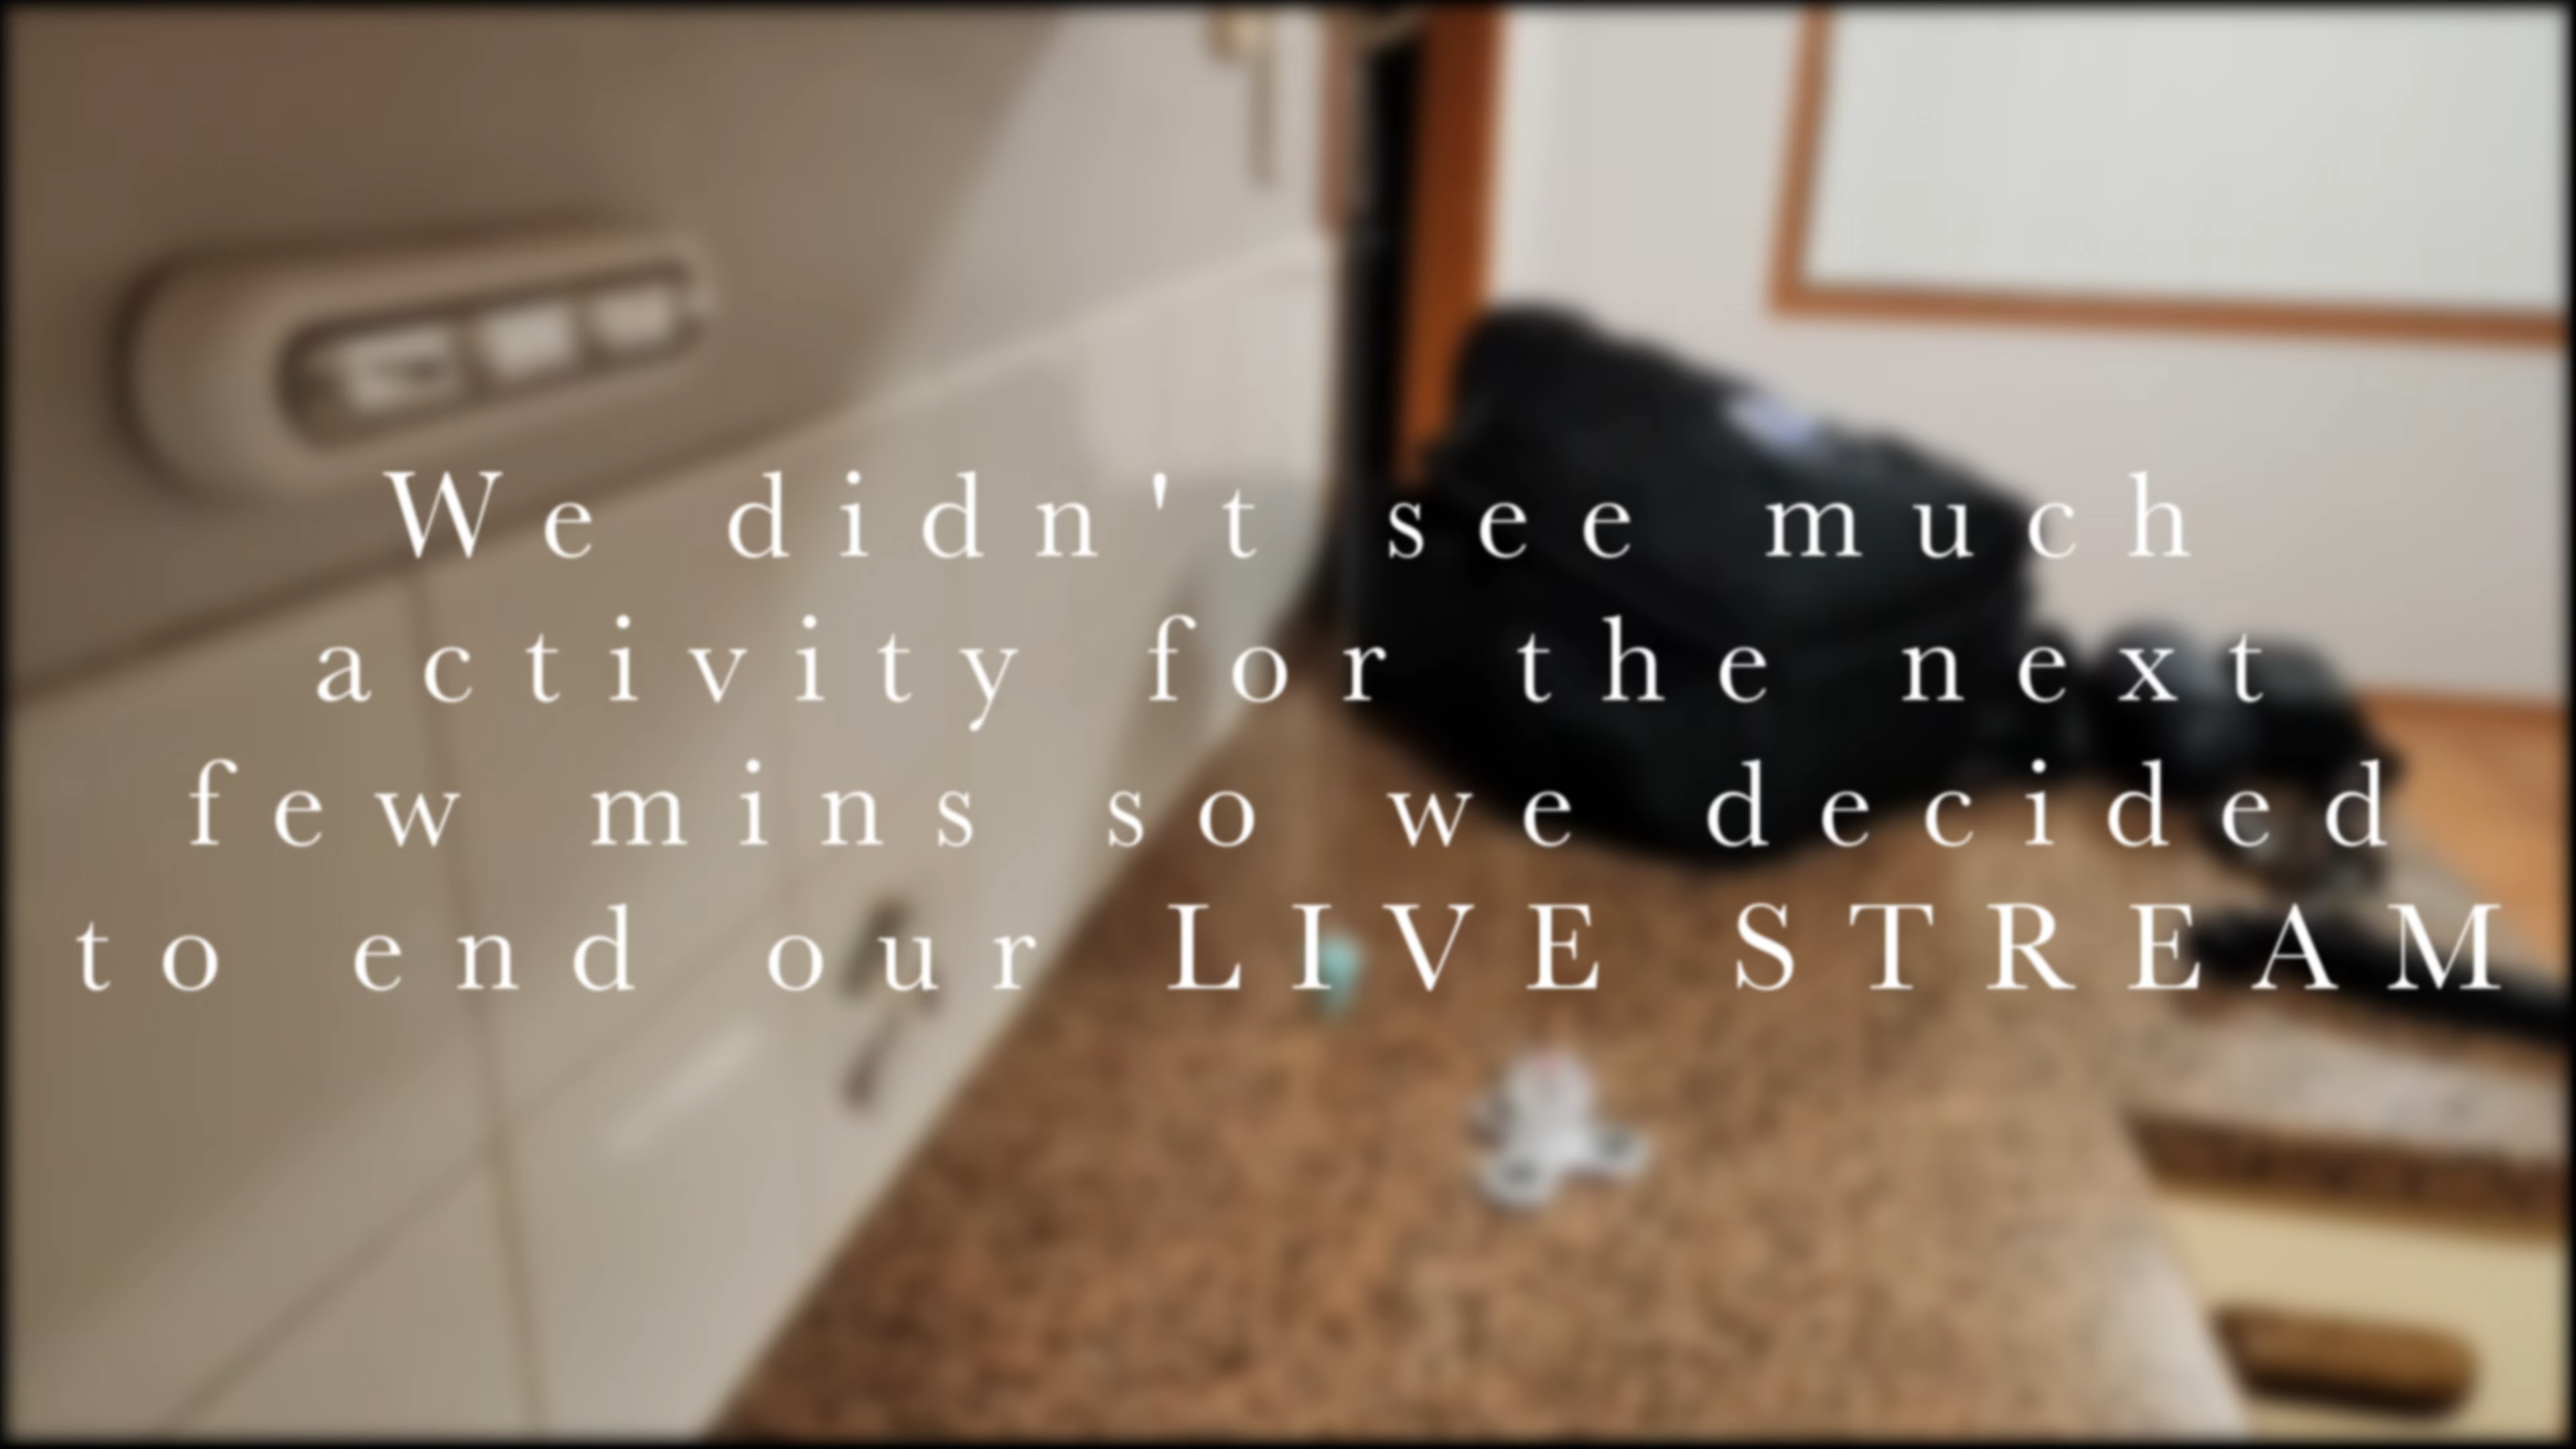 We didn't see much
activity for the next
few mins so we decided
to end our LIVE STREAM